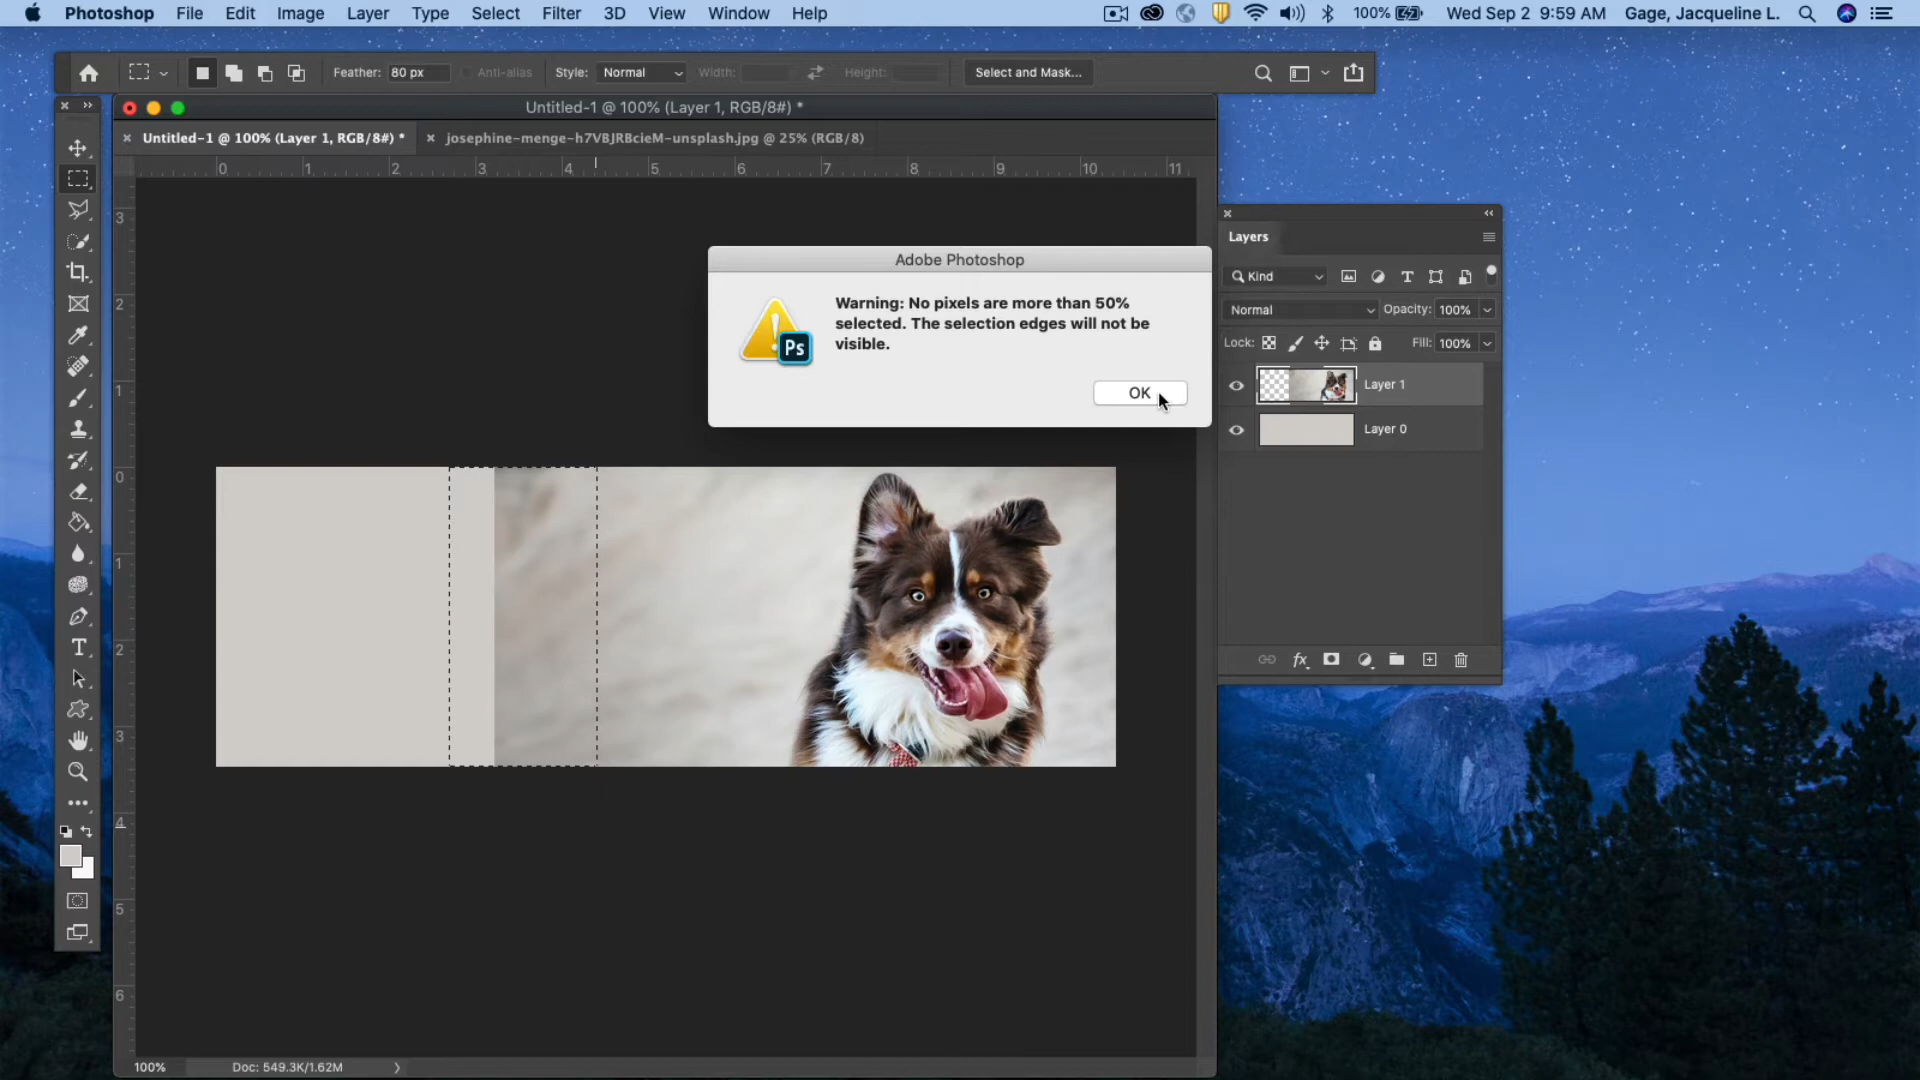 Photoshop File Edit Image Layer Type Select Filter 3D View Window Help 100% Wed Sep 2 9:59 AM Gage, Jacqueline L.
Feather: 80 px Anti-alias Style: Normal Width: Height: Select and Mask...
Untitled-1 @ 100% (Layer 1, RGB/8#) *
Untitled-1 @ 100% (Layer 1, RGB/8#) * josephine-menge-h7VBJRBcieM-unsplash.jpg @ 25% (RGB/8)
0 1 2 3 4 5 6 7 8 9 10 11
3
2
1
0
1
2
3
4
5
6
Adobe Photoshop
Warning: No pixels are more than 50%
selected. The selection edges will not be
visible.
Ps
OK
Layers
Kind
Normal Opacity: 100%
Lock: Fill: 100%
Layer 1
Layer 0
fx
100% Doc: 549.3K/1.62M